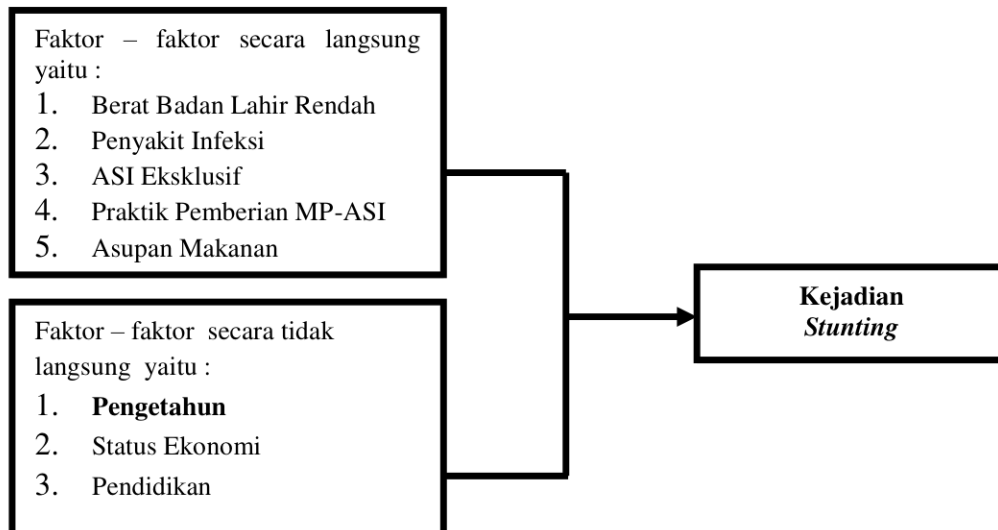 Faktor – faktor secara langsung
yaitu :
1. Berat Badan Lahir Rendah
2. Penyakit Infeksi
3. ASI Eksklusif
4. Praktik Pemberian MP-ASI
5. Asupan Makanan
Faktor – faktor secara tidak
langsung yaitu :
1. Pengetahun
2. Status Ekonomi
3. Pendidikan
Kejadian
Stunting